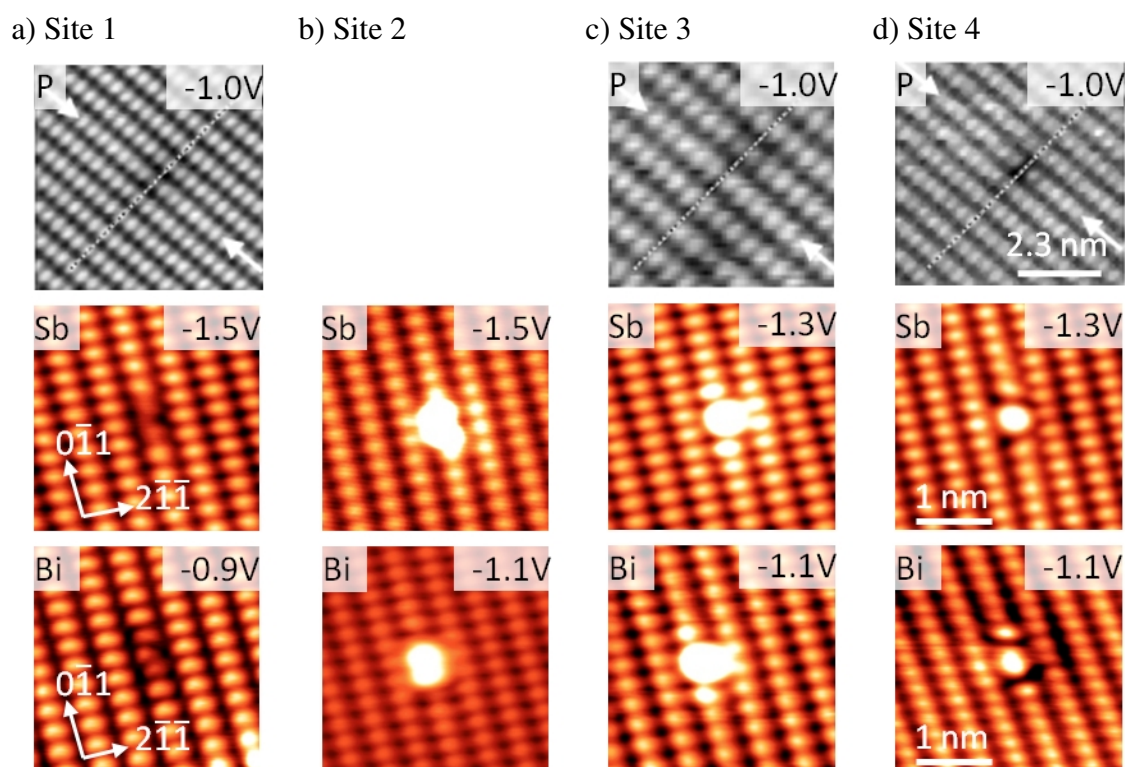 a) Site 1 b) Site 2 c) Site 3 d) Site 4
P -1.0V P -1.0V P -1.0V
2.3 nm
Sb -1.5V Sb -1.5V Sb -1.3V Sb -1.3V
01̅1
21̅1̅
1 nm
Bi -0.9V Bi -1.1V Bi -1.1V Bi -1.1V
01̅1
21̅1̅
1 nm